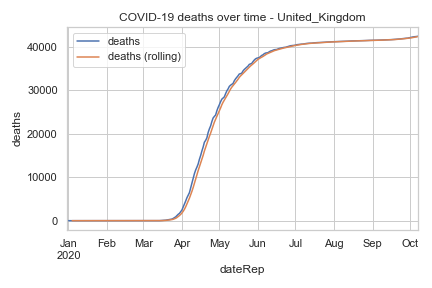 COVID-19 deaths over time - United_Kingdom
deaths
deaths (rolling)
deaths
40000
30000
20000
10000
0
Jan Feb Mar Apr May Jun Jul Aug Sep Oct
2020
dateRep